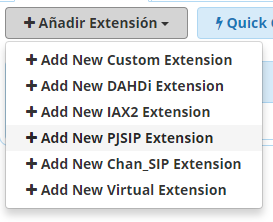 Añadir Extensión
Quick
Add New Custom Extension
Add New DAHDi Extension
Add New IAX2 Extension
Add New PJSIP Extension
Add New Chan_SIP Extension
Add New Virtual Extension